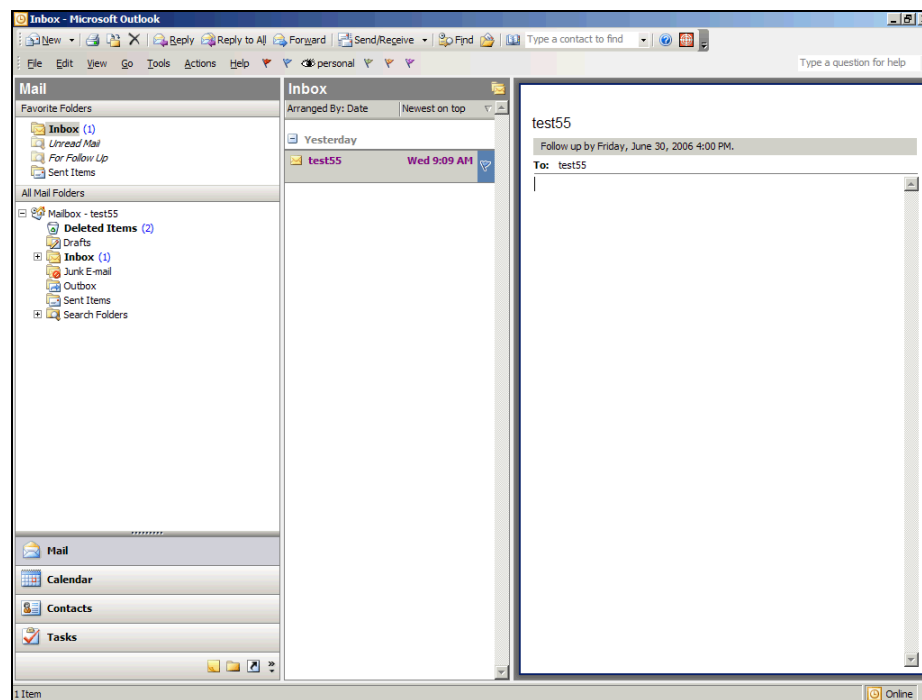 Inbox - Microsoft Outlook
New Reply Reply to All Forward Send/Receive Find Type a contact to find
File Edit View Go Tools Actions Help personal Type a question for help
Mail
Favorite Folders
Inbox (1)
Unread Mail
For Follow Up
Sent Items
All Mail Folders
Mailbox - test55
Deleted Items (2)
Drafts
Inbox (1)
Junk E-mail
Outbox
Sent Items
Search Folders
Mail
Calendar
Contacts
Tasks
Inbox
Arranged By: Date Newest on top
Yesterday
test55 Wed 9:09 AM
test55
Follow up by Friday, June 30, 2006 4:00 PM.
To: test55
1 Item Online